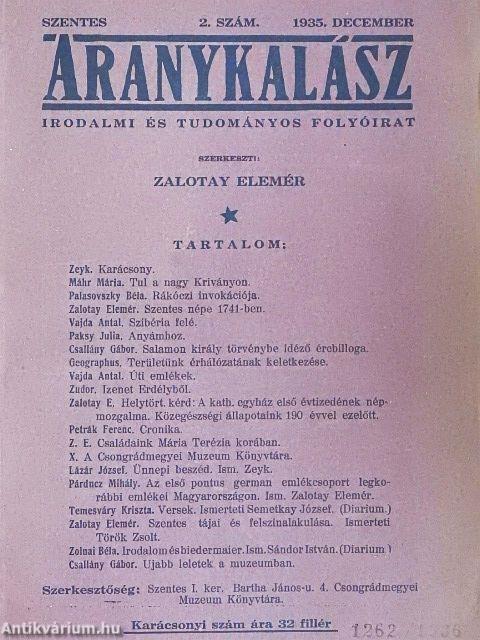 SZENTES 2. SZÁM. 1935. DECEMBER
ARANYKALÁSZ
IRODALMI ÉS TUDOMÁNYOS FOLYÓIRAT
SZERKESZTI:
ZALOTAY ELEMÉR
TARTALOM:
Zeyk. Karácsony.
Máhr Mária. Tul a nagy Kriványon.
Palasovszky Béla. Rákóczi invokációja.
Zalotay Elemér. Szentes népe 1741-ben.
Vajda Antal. Szibéria felé.
Paksy Julia. Anyámhoz.
Csallány Gábor. Salamon király törvénybe idéző ércbilloga.
Geographus. Területünk érhálózatának keletkezése.
Vajda Antal. Úti emlékek.
Zudor. Izenet Erdélyből.
Zalotay E. Helytört. kérd: A kath. egyház első évtizedének nép-
mozgalma. Közegészségi állapotaink 190 évvel ezelőtt.
Petrák Ferenc. Cronika.
Z. E. Családaink Mária Terézia korában.
X. A Csongrádmegyei Muzeum Könyvtára.
Lázár József. Ünnepi beszéd. Ism. Zeyk.
Párducz Mihály. Az első pontus german emlékcsoport legko-
rábbi emlékei Magyarországon. Ism. Zalotay Elemér.
Temesváry Kriszta. Versek. Ismerteti Semetkay József. (Diarium.)
Zalotay Elemér. Szentes tájai és felszinalakulása. Ismerteti
Török Zsolt.
Zolnai Béla. Irodalom és biedermaier. Ism. Sándor István. (Diarium)
Csallány Gábor. Ujabb leletek a muzeumban.
Szerkesztőség: Szentes I. ker. Bartha János-u. 4. Csongrádmegyei
Muzeum Könyvtára.
Karácsonyi szám ára 32 fillér
Antikvárium.hu
1262